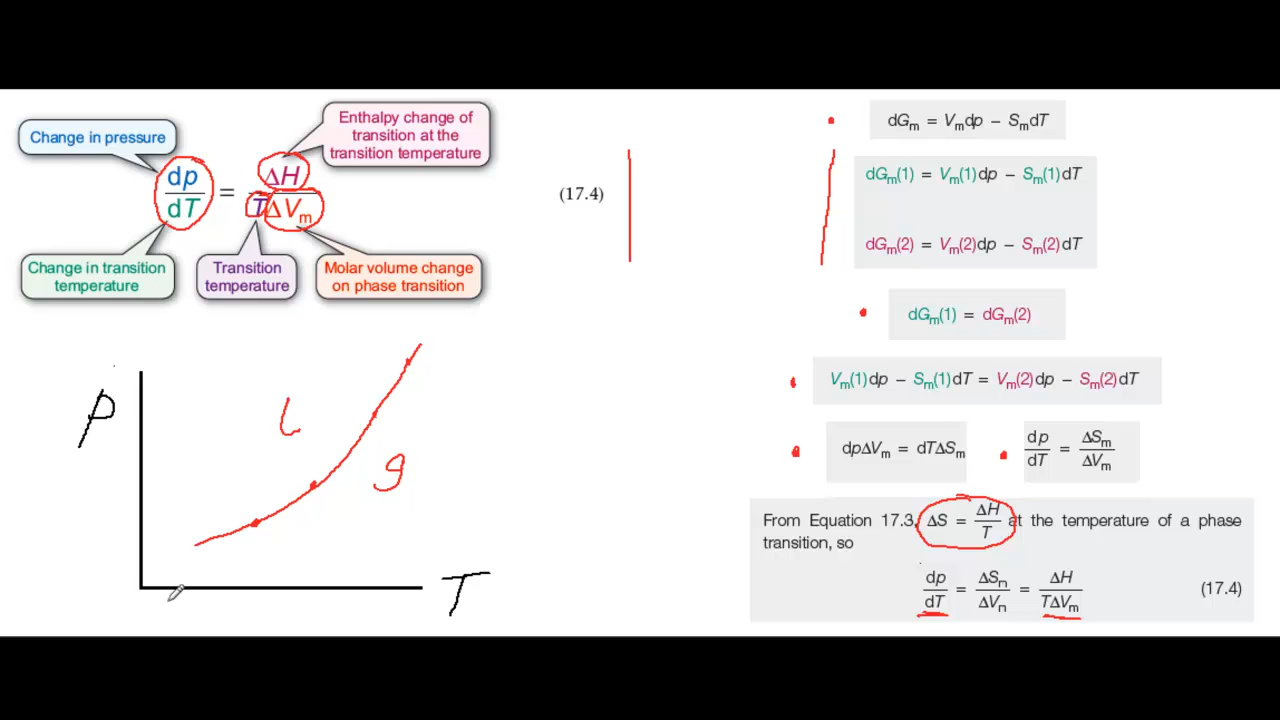 Change in pressure
Enthalpy change of
transition at the
transition temperature
dp/dT = ΔH/TΔVₘ
(17.4)
Change in transition
temperature
Transition
temperature
Molar volume change
on phase transition
P
l
g
T
dGₘ = Vₘdp − SₘdT
dGₘ(1) = Vₘ(1)dp − Sₘ(1)dT
dGₘ(2) = Vₘ(2)dp − Sₘ(2)dT
dGₘ(1) = dGₘ(2)
Vₘ(1)dp − Sₘ(1)dT = Vₘ(2)dp − Sₘ(2)dT
dpΔVₘ = dTΔSₘ
dp/dT = ΔSₘ/ΔVₘ
From Equation 17.3, ΔS = ΔH/T at the temperature of a phase
transition, so
dp/dT = ΔSₙ/ΔVₙ = ΔH/TΔVₘ (17.4)